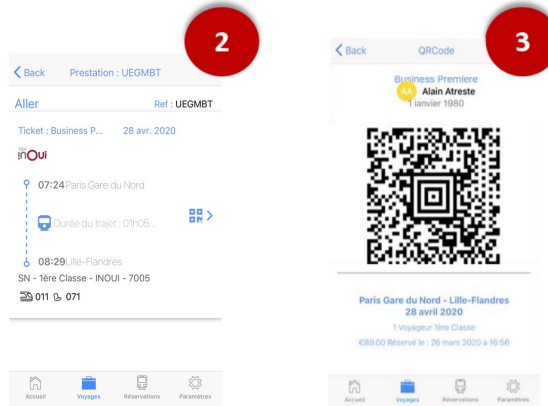 2
Back Prestation : UEGMBT
Aller Ref : UEGMBT
Ticket : Business P... 28 avr. 2020
TGV
inOui
07:24 Paris Gare du Nord
Durée du trajet : 01h05...
08:29 Lille-Flandres
SN - 1ère Classe - INOUI - 7005
011 071
Accueil Voyages Réservations Paramètres
3
Back QRCode
Business Premiere
AA Alain Atreste
1 janvier 1980
Paris Gare du Nord - Lille-Flandres
28 avril 2020
1 Voyageur 1ère Classe
€89.00 Réservé le : 26 mars 2020 à 16:56
Accueil Voyages Réservations Paramètres